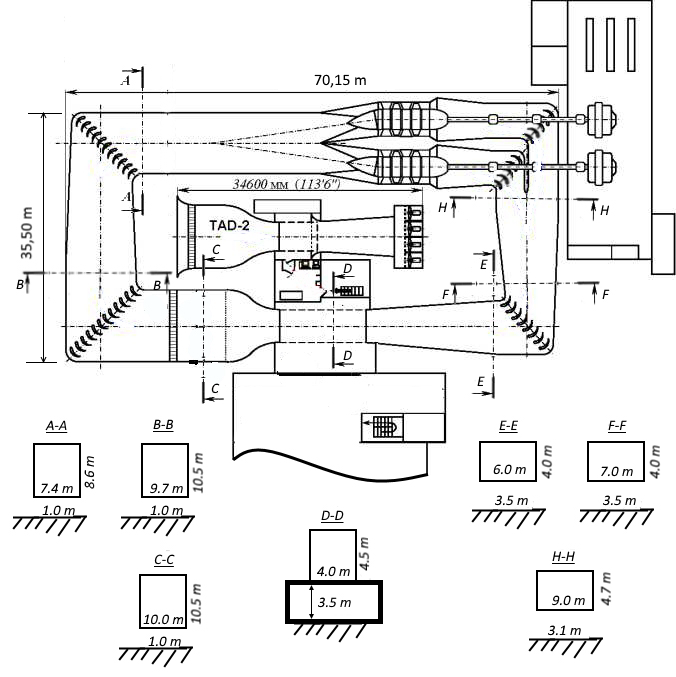 A
70,15 m
34600 мм (113'6")
A
H
H
TAD-2
C
35,50 m
E
D
B
B
F
F
D
E
C
A-A
7.4 m
8.6 m
1.0 m
B-B
9.7 m
10.5 m
1.0 m
E-E
6.0 m
4.0 m
3.5 m
F-F
7.0 m
4.0 m
3.5 m
D-D
4.0 m
4.5 m
3.5 m
C-C
10.0 m
10.5 m
1.0 m
H-H
9.0 m
4.7 m
3.1 m